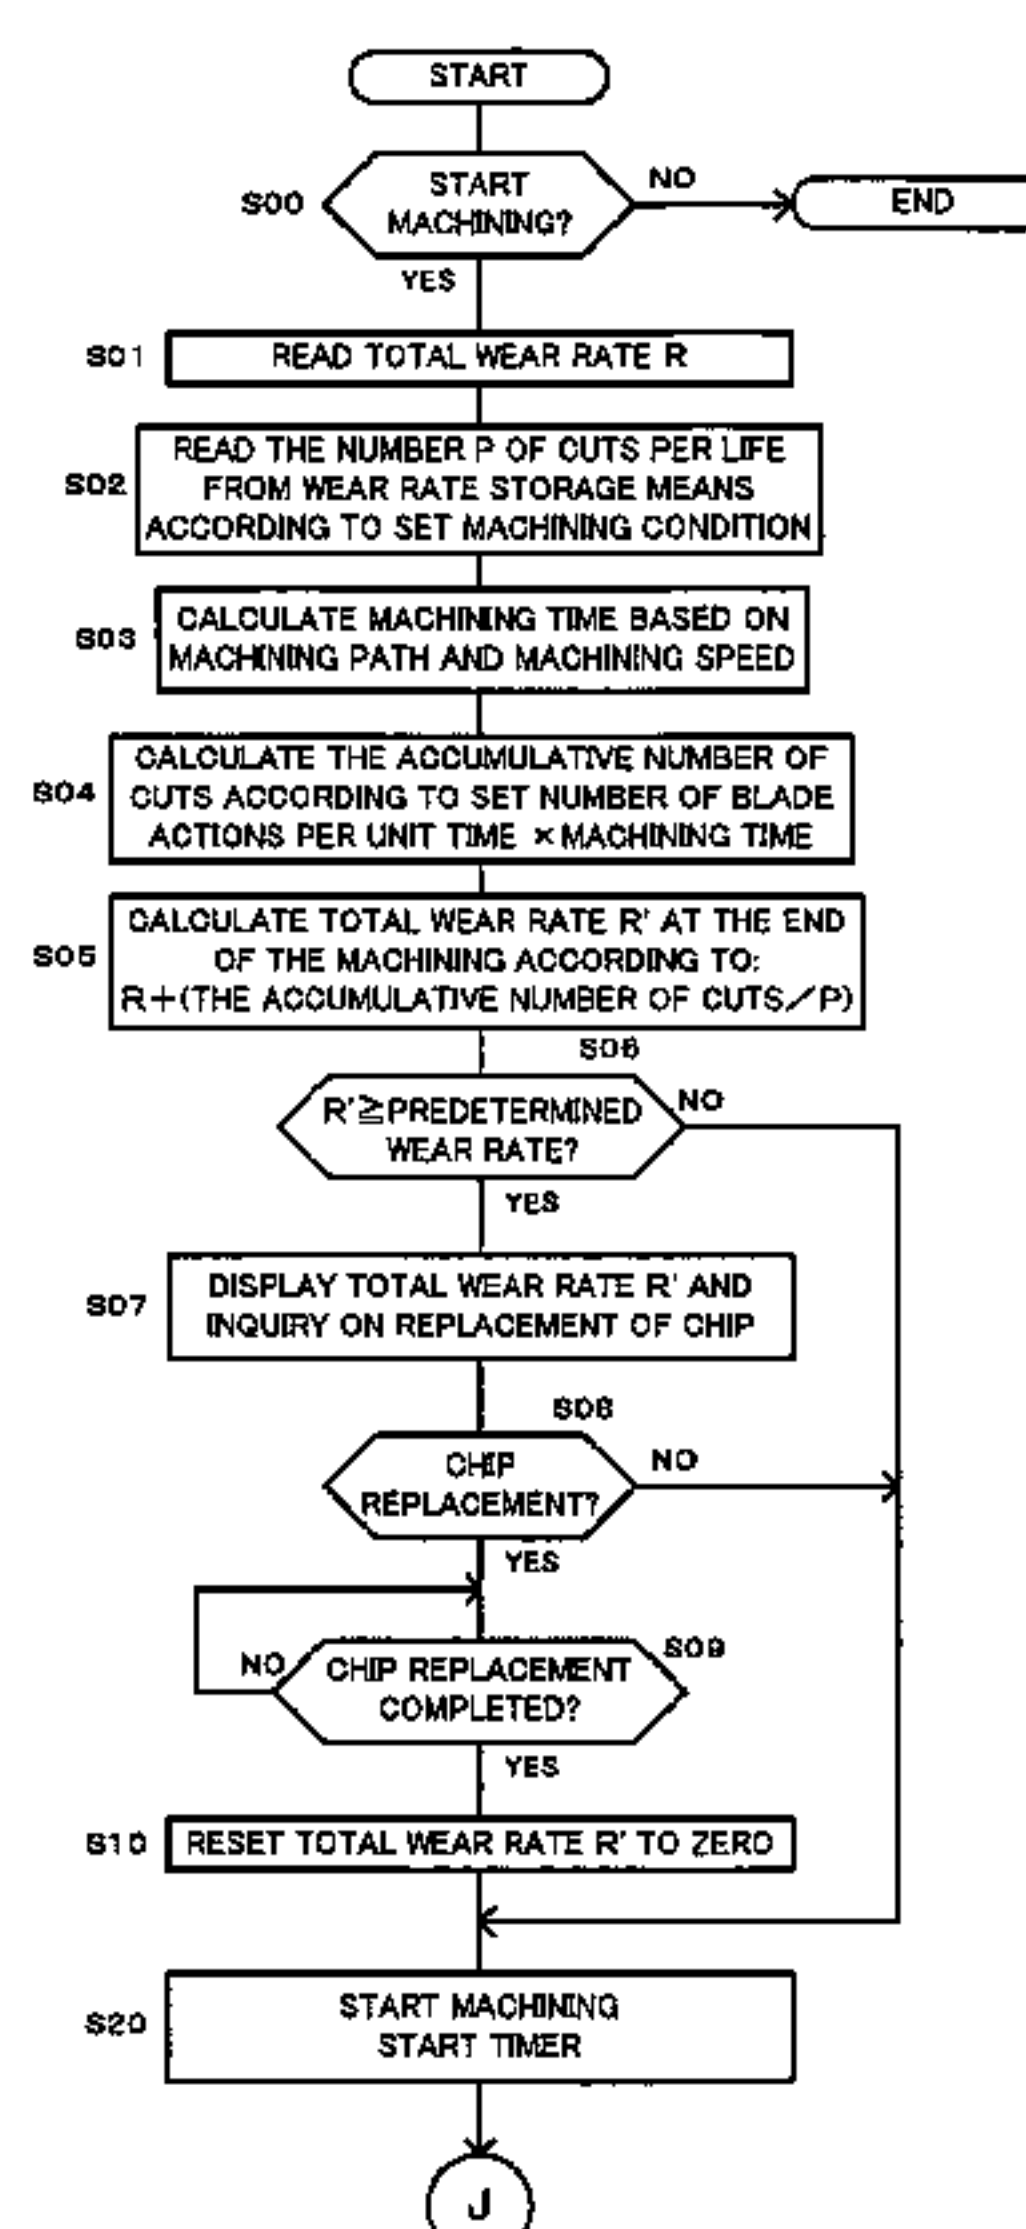 START
START
MACHINING?
S00
NO
END
YES
S01
READ TOTAL WEAR RATE R
S02
READ THE NUMBER P OF CUTS PER LIFE
FROM WEAR RATE STORAGE MEANS
ACCORDING TO SET MACHINING CONDITION
S03
CALCULATE MACHINING TIME BASED ON
MACHINING PATH AND MACHINING SPEED
S04
CALCULATE THE ACCUMULATIVE NUMBER OF
CUTS ACCORDING TO SET NUMBER OF BLADE
ACTIONS PER UNIT TIME × MACHINING TIME
S05
CALCULATE TOTAL WEAR RATE R' AT THE END
OF THE MACHINING ACCORDING TO:
R+(THE ACCUMULATIVE NUMBER OF CUTS/P)
S06
R'≧PREDETERMINED
WEAR RATE?
NO
YES
S07
DISPLAY TOTAL WEAR RATE R' AND
INQUIRY ON REPLACEMENT OF CHIP
S08
CHIP
REPLACEMENT?
NO
YES
S09
NO
CHIP REPLACEMENT
COMPLETED?
YES
S10
RESET TOTAL WEAR RATE R' TO ZERO
S20
START MACHINING
START TIMER
J